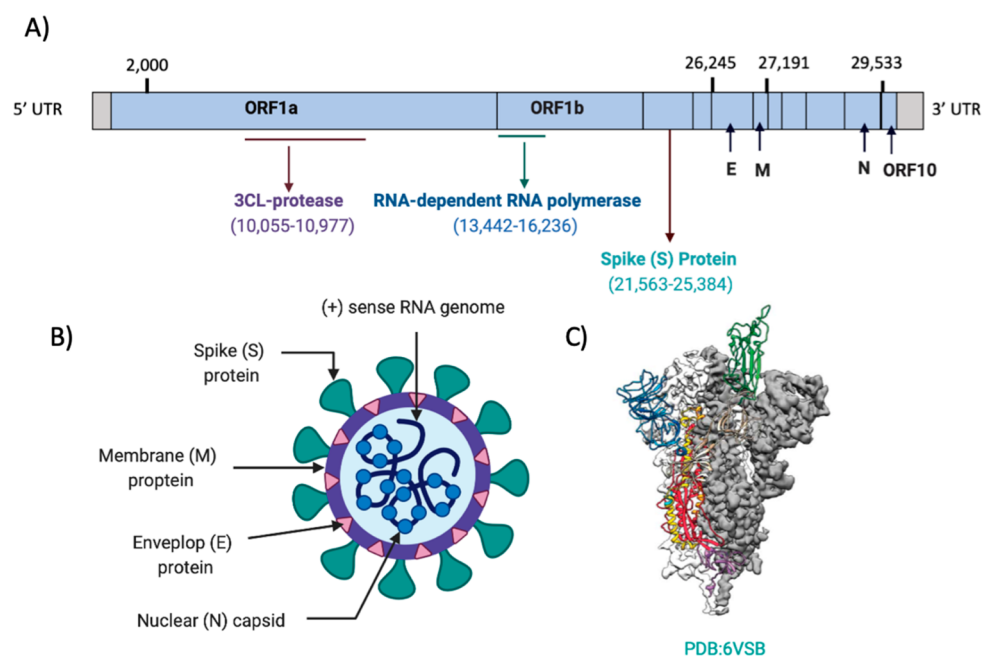 A)
2,000
26,245
27,191
29,533
5' UTR
ORF1a
ORF1b
3' UTR
E
M
N
ORF10
3CL-protease
(10,055-10,977)
RNA-dependent RNA polymerase
(13,442-16,236)
Spike (S) Protein
(21,563-25,384)
B)
(+) sense RNA genome
Spike (S)
protein
Membrane (M)
proptein
Enveplop (E)
protein
Nuclear (N) capsid
C)
PDB:6VSB